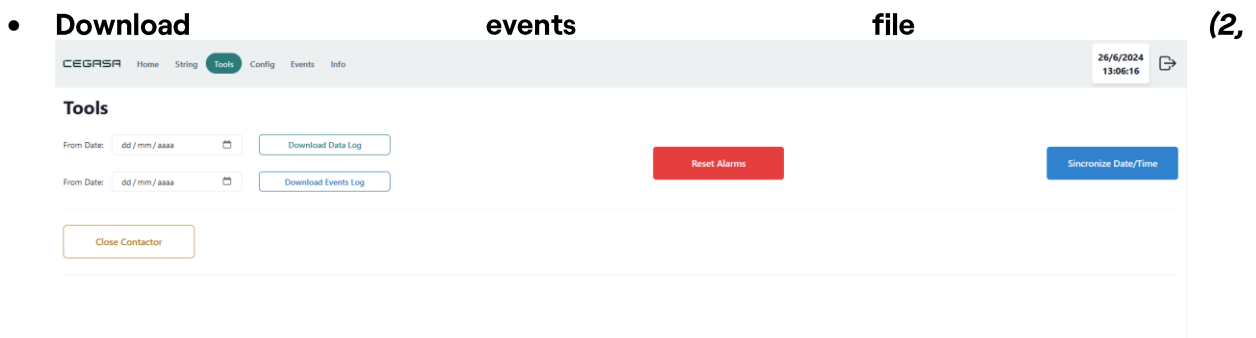 • Download events file (2,
CEGASA Home String Tools Config Events Info
26/6/2024
13:06:16
Tools
From Date: dd/mm/aaaa Download Data Log
From Date: dd/mm/aaaa Download Events Log
Reset Alarms
Sincronize Date/Time
Close Contactor